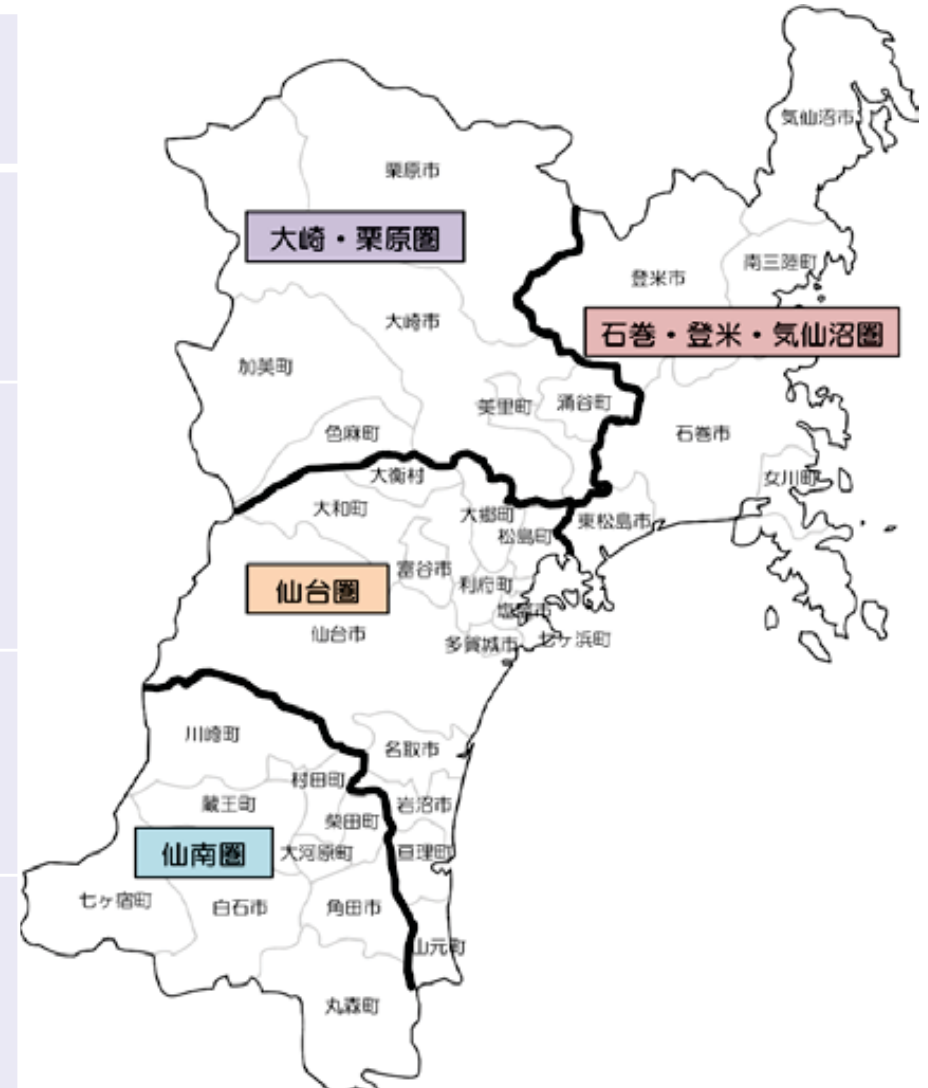 気仙沼市
栗原市
大崎・栗原圏
南三陸町
登米市
大崎市
石巻・登米・気仙沼圏
加美町
美里町
涌谷町
色麻町
石巻市
大衡村
女川町
大和町
大郷町
東松島市
松島町
富谷市
利府町
仙台圏
塩竈市
仙台市
多賀城市
七ヶ浜町
川崎町
名取市
村田町
蔵王町
岩沼市
柴田町
仙南圏
大河原町
亘理町
七ヶ宿町
白石市
角田市
山元町
丸森町